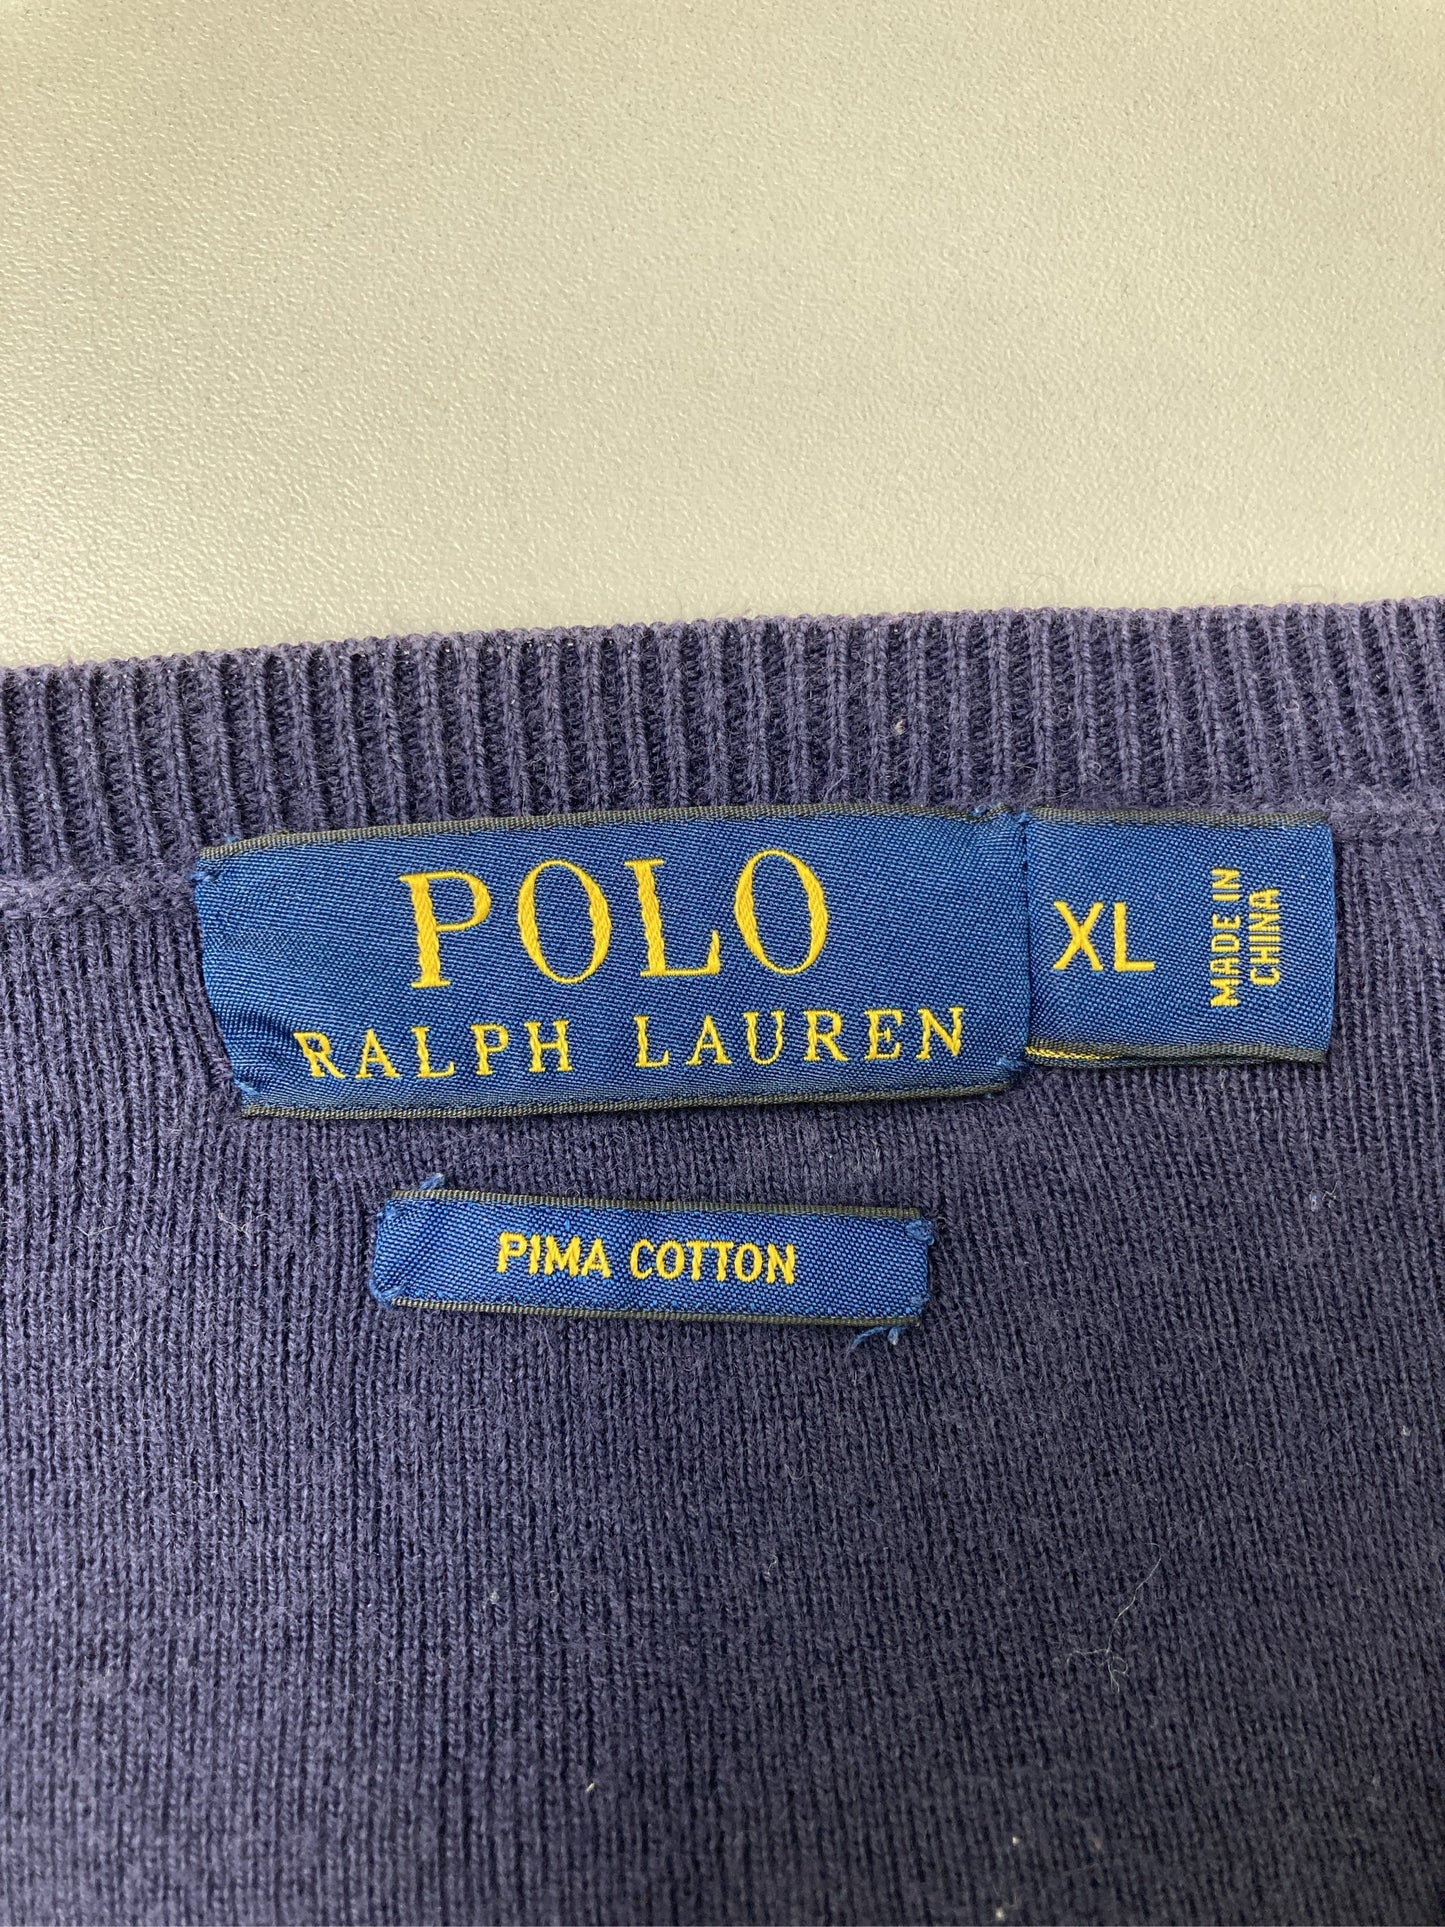 POLO
RALPH LAUREN
XL
MADE IN
CHINA
PIMA COTTON